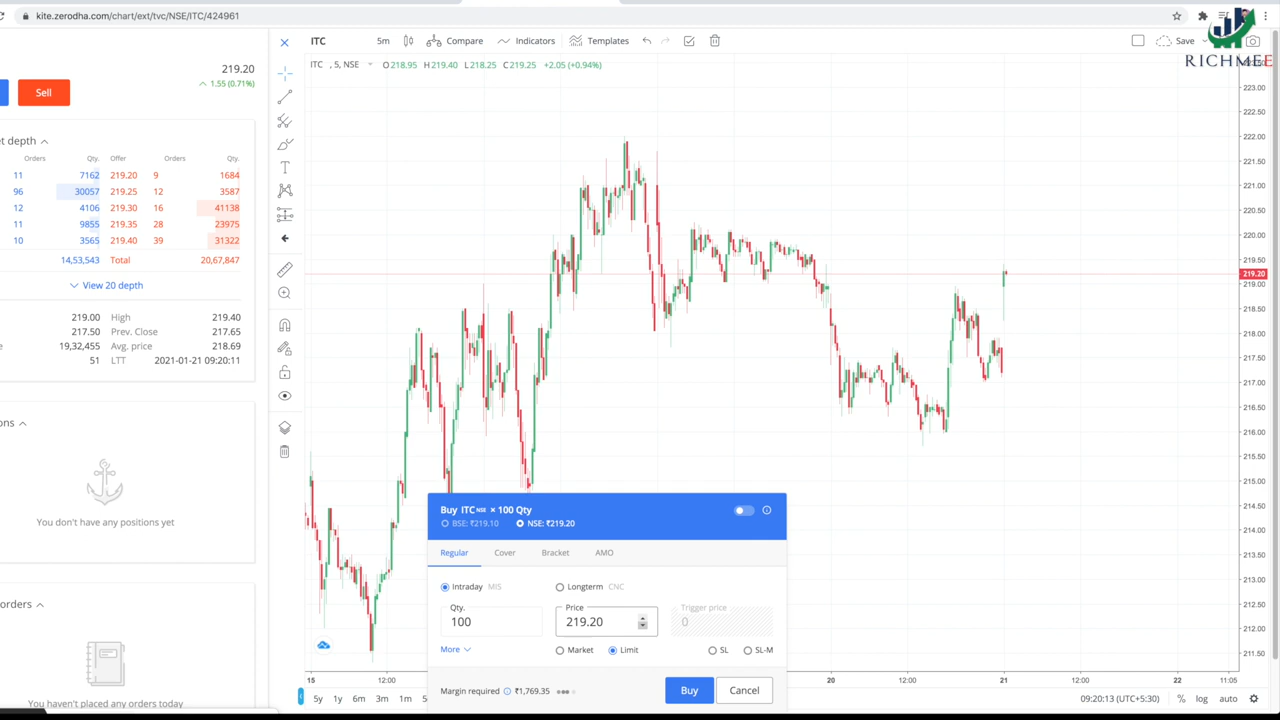 kite.zerodha.com/chart/ext/tvc/NSE/ITC/424961
RICHMEE
ITC 5m Compare Indicators Templates Save
ITC , 5, NSE O 218.95 H 219.40 L 218.25 C 219.25 +2.05 (+0.94%)
219.20
1.55 (0.71%)
Sell
et depth
Orders Qty. Offer Orders Qty.
11 7162 219.20 9 1684
96 30057 219.25 12 3587
12 4106 219.30 16 41138
11 9855 219.35 28 23975
10 3565 219.40 39 31322
14,53,543 Total 20,67,847
View 20 depth
219.00 High 219.40
217.50 Prev. Close 217.65
e 19,32,455 Avg. price 218.69
51 LTT 2021-01-21 09:20:11
ons
You don't have any positions yet
orders
You haven't placed any orders today
223.00
222.50
222.00
221.50
221.00
220.50
220.00
219.50
219.20
219.00
218.50
218.00
217.50
217.00
216.50
216.00
215.50
215.00
214.50
214.00
213.50
213.00
212.50
212.00
211.50
Buy ITC NSE × 100 Qty
BSE: ₹219.10 NSE: ₹219.20
Regular Cover Bracket AMO
Intraday MIS Longterm CNC
Qty. Price Trigger price
100 219.20 0
More Market Limit SL SL-M
Margin required ₹1,769.35 Buy Cancel
15 12:00 20 12:00 21 12:00 22 11:05
5y 1y 6m 3m 1m 5 09:20:13 (UTC+5:30) % log auto